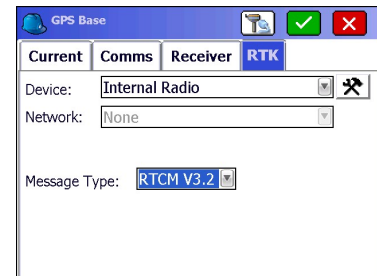 GPS Base
Current Comms Receiver RTK
Device: Internal Radio
Network: None
Message Type: RTCM V3.2